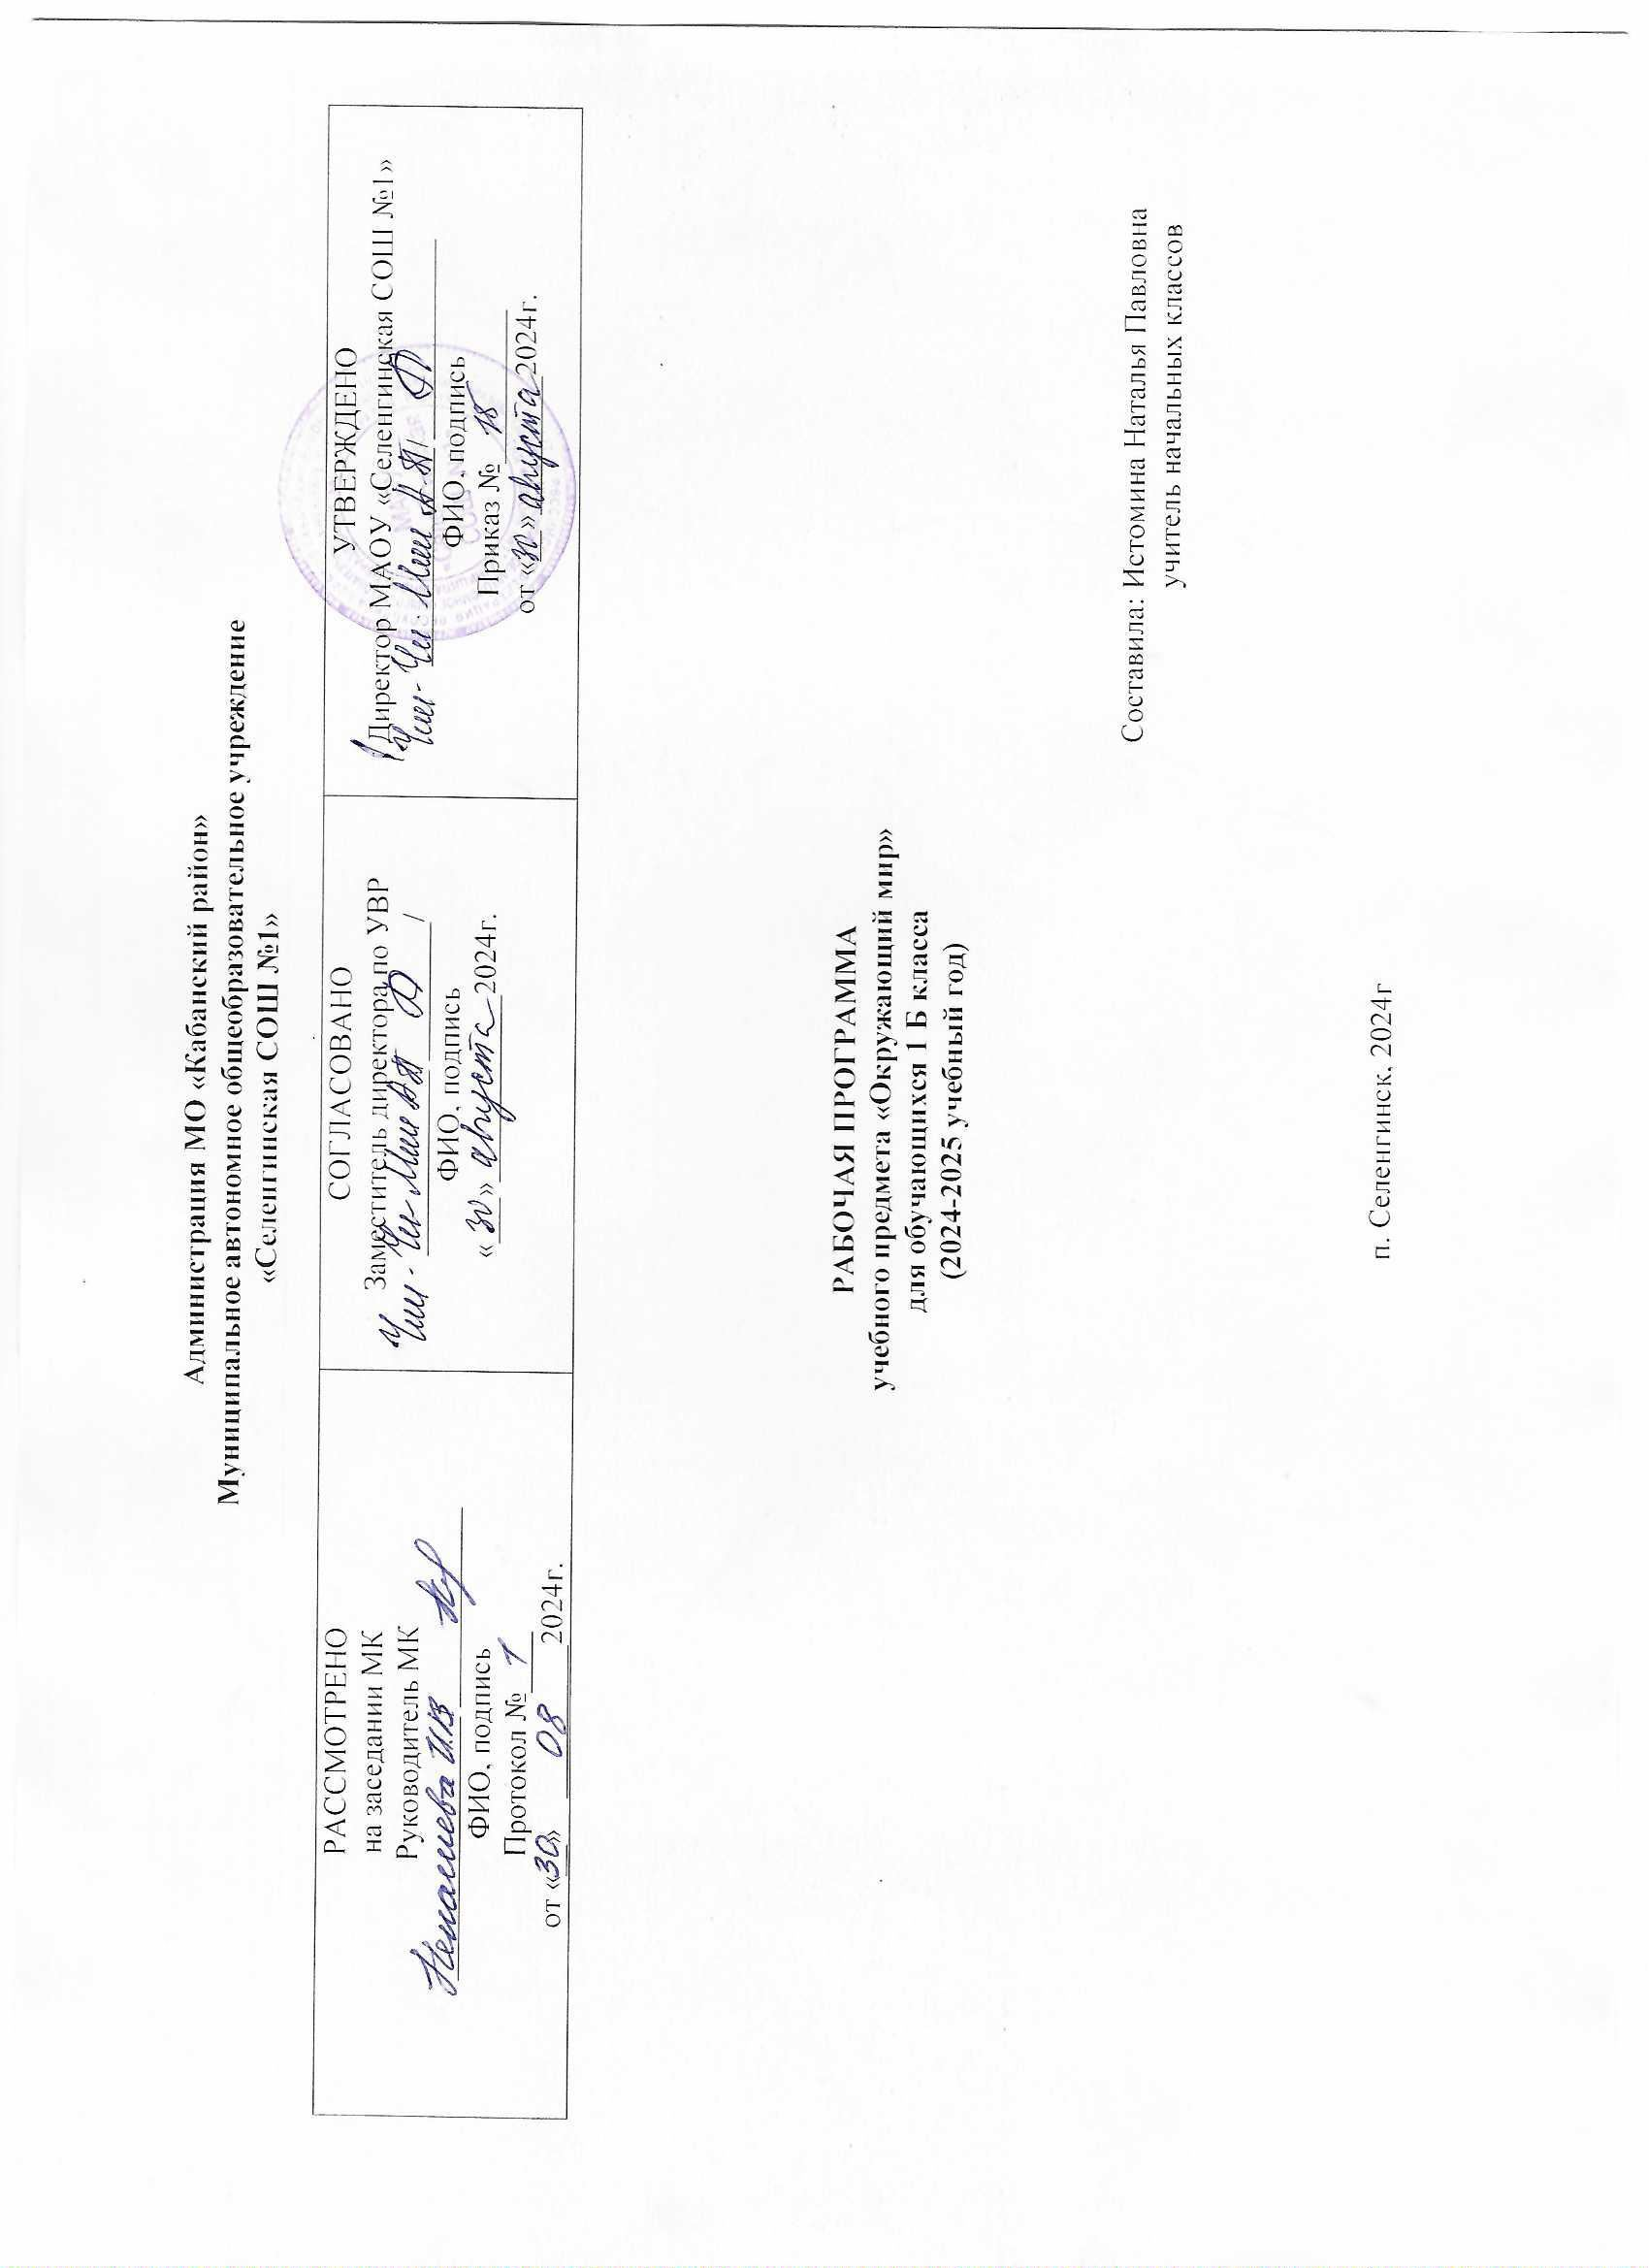 Администрация МО «Кабанский район»
Муниципальное автономное общеобразовательное учреждение
«Селенгинская СОШ №1»
РАССМОТРЕНО
на заседании МК
Руководитель МК
И.В
ФИО, подпись
Протокол № 1
от «30» 08 2024г.
СОГЛАСОВАНО
Заместитель директора по УВР
ФИО, подпись
«30» августа 2024г.
УТВЕРЖДЕНО
Директор МАОУ «Селенгинская СОШ №1»
ФИО, подпись
Приказ №
от «30» августа 2024г.
РАБОЧАЯ ПРОГРАММА
учебного предмета «Окружающий мир»
для обучающихся 1 Б класса
(2024-2025 учебный год)
Составила: Истомина Наталья Павловна
учитель начальных классов
п. Селенгинск, 2024г